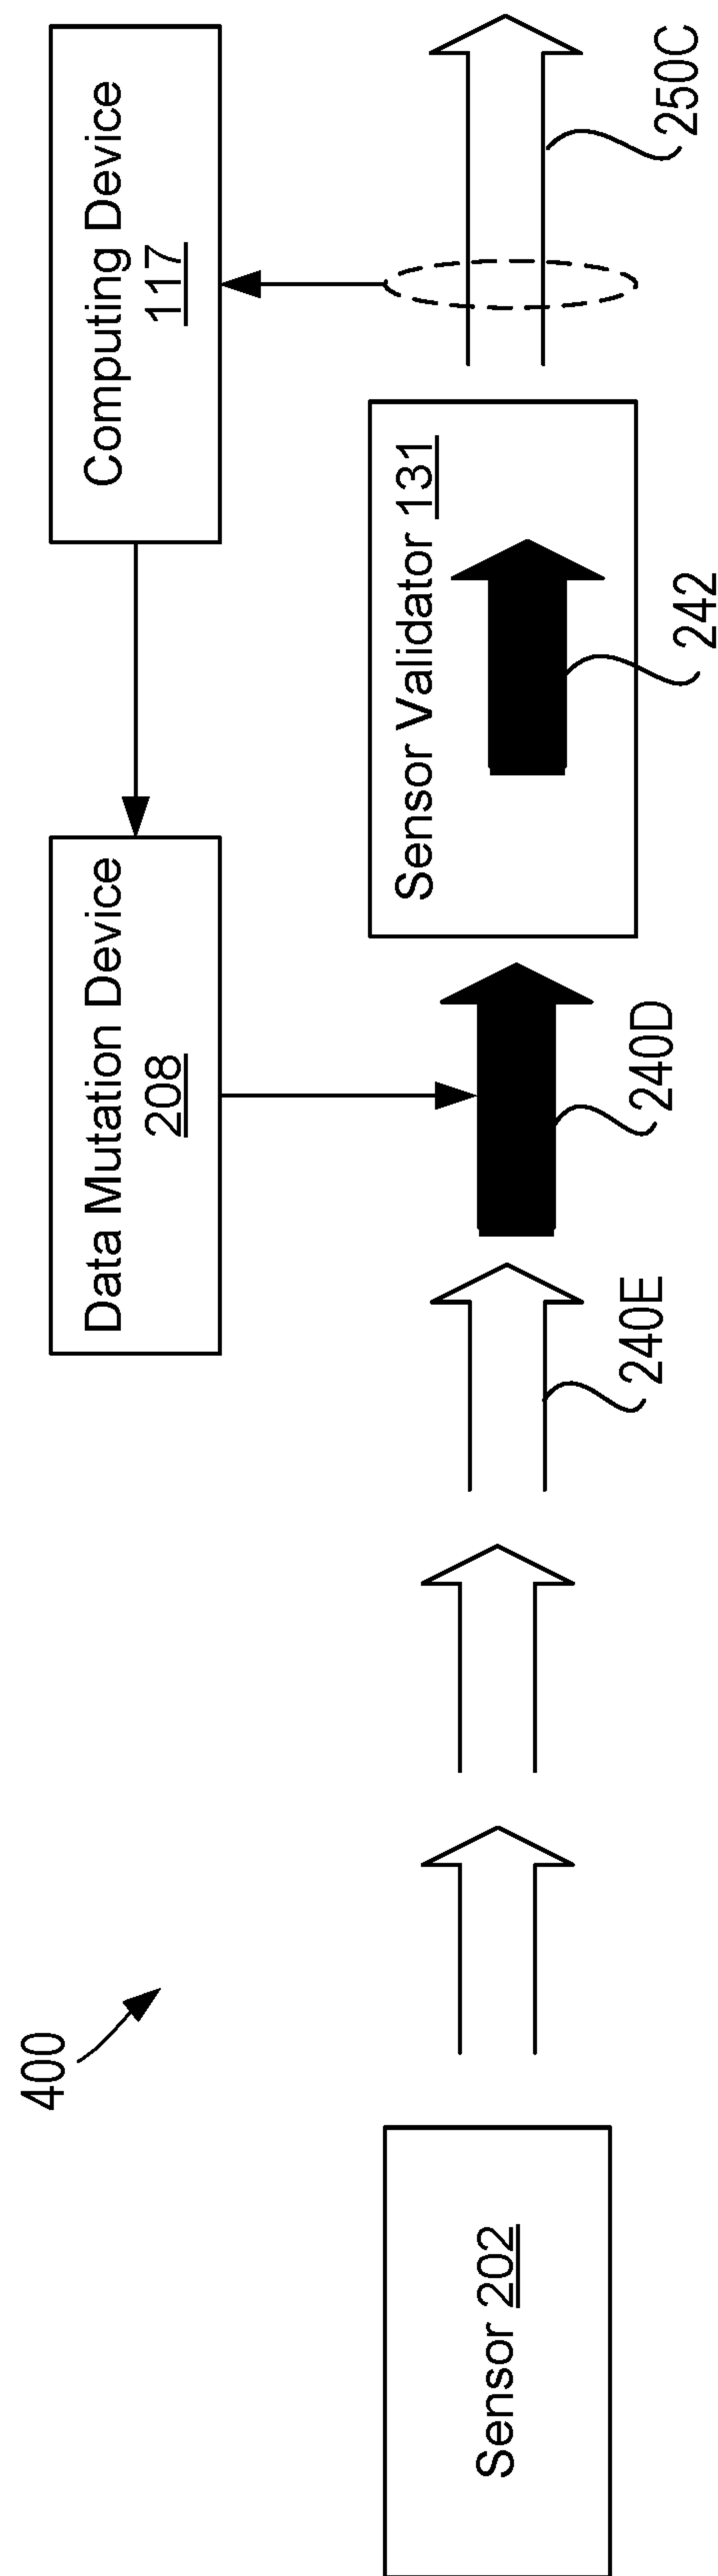 400
Data Mutation Device
208
Computing Device
117
Sensor 202
Sensor Validator 131
240E
240D
242
250C